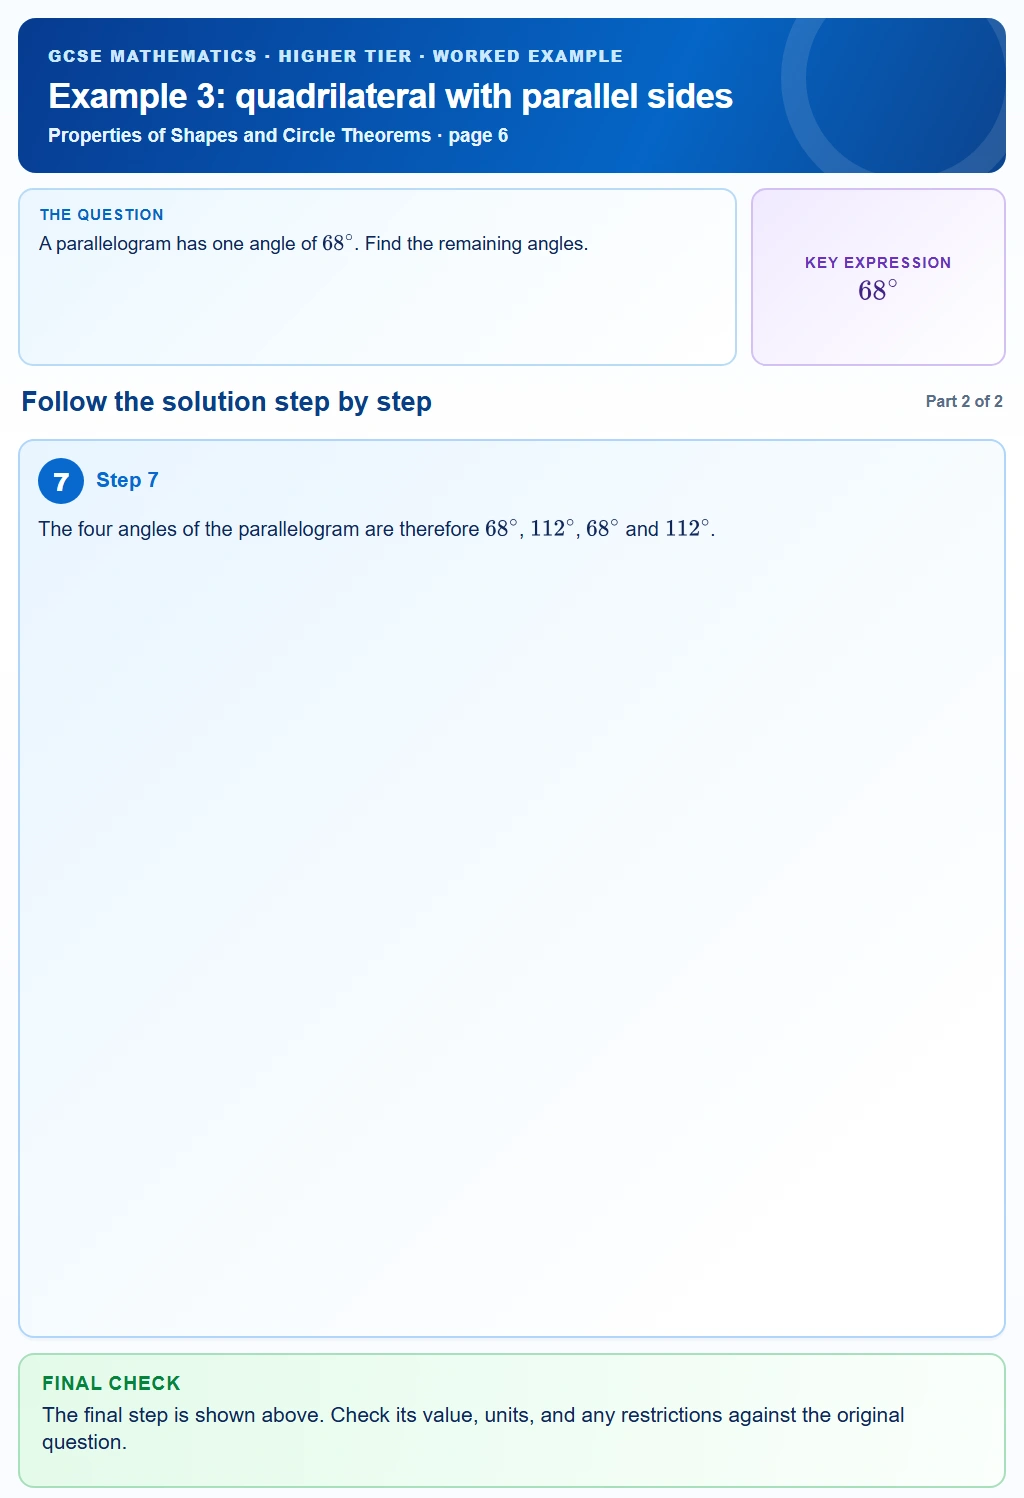 GCSE MATHEMATICS · HIGHER TIER · WORKED EXAMPLE
Example 3: quadrilateral with parallel sides
Properties of Shapes and Circle Theorems · page 6
THE QUESTION
A parallelogram has one angle of 68°. Find the remaining angles.
KEY EXPRESSION
68°
Follow the solution step by step
Part 2 of 2
7 Step 7
The four angles of the parallelogram are therefore 68°, 112°, 68° and 112°.
FINAL CHECK
The final step is shown above. Check its value, units, and any restrictions against the original
question.